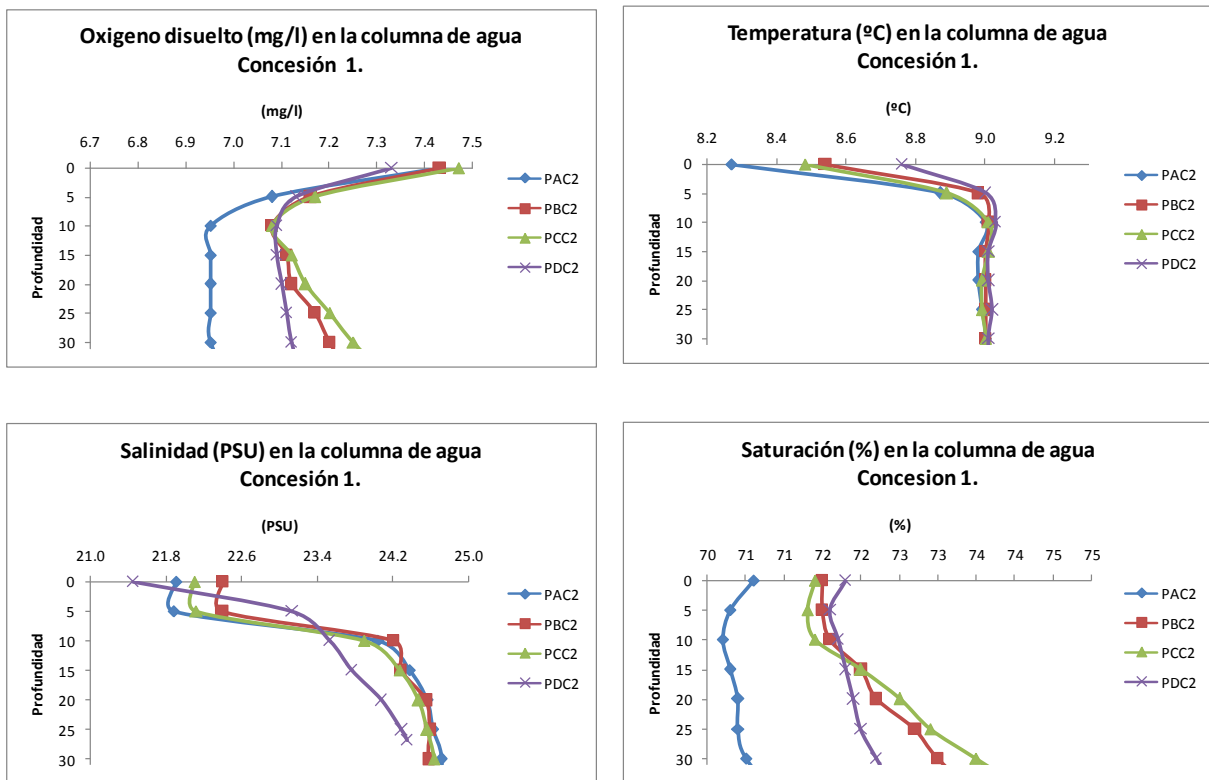 Oxigeno disuelto (mg/l) en la columna de agua
Concesión 1.
(mg/l)
6.7 6.8 6.9 7.0 7.1 7.2 7.3 7.4 7.5
0
5
10
15
20
25
30
Profundidad
PAC2
PBC2
PCC2
PDC2
Temperatura (ºC) en la columna de agua
Concesión 1.
(ºC)
8.2 8.4 8.6 8.8 9.0 9.2
0
5
10
15
20
25
30
Profundidad
PAC2
PBC2
PCC2
PDC2
Salinidad (PSU) en la columna de agua
Concesión 1.
(PSU)
21.0 21.8 22.6 23.4 24.2 25.0
0
5
10
15
20
25
30
Profundidad
PAC2
PBC2
PCC2
PDC2
Saturación (%) en la columna de agua
Concesion 1.
(%)
70 71 71 72 72 73 73 74 74 75 75
0
5
10
15
20
25
30
Profundidad
PAC2
PBC2
PCC2
PDC2